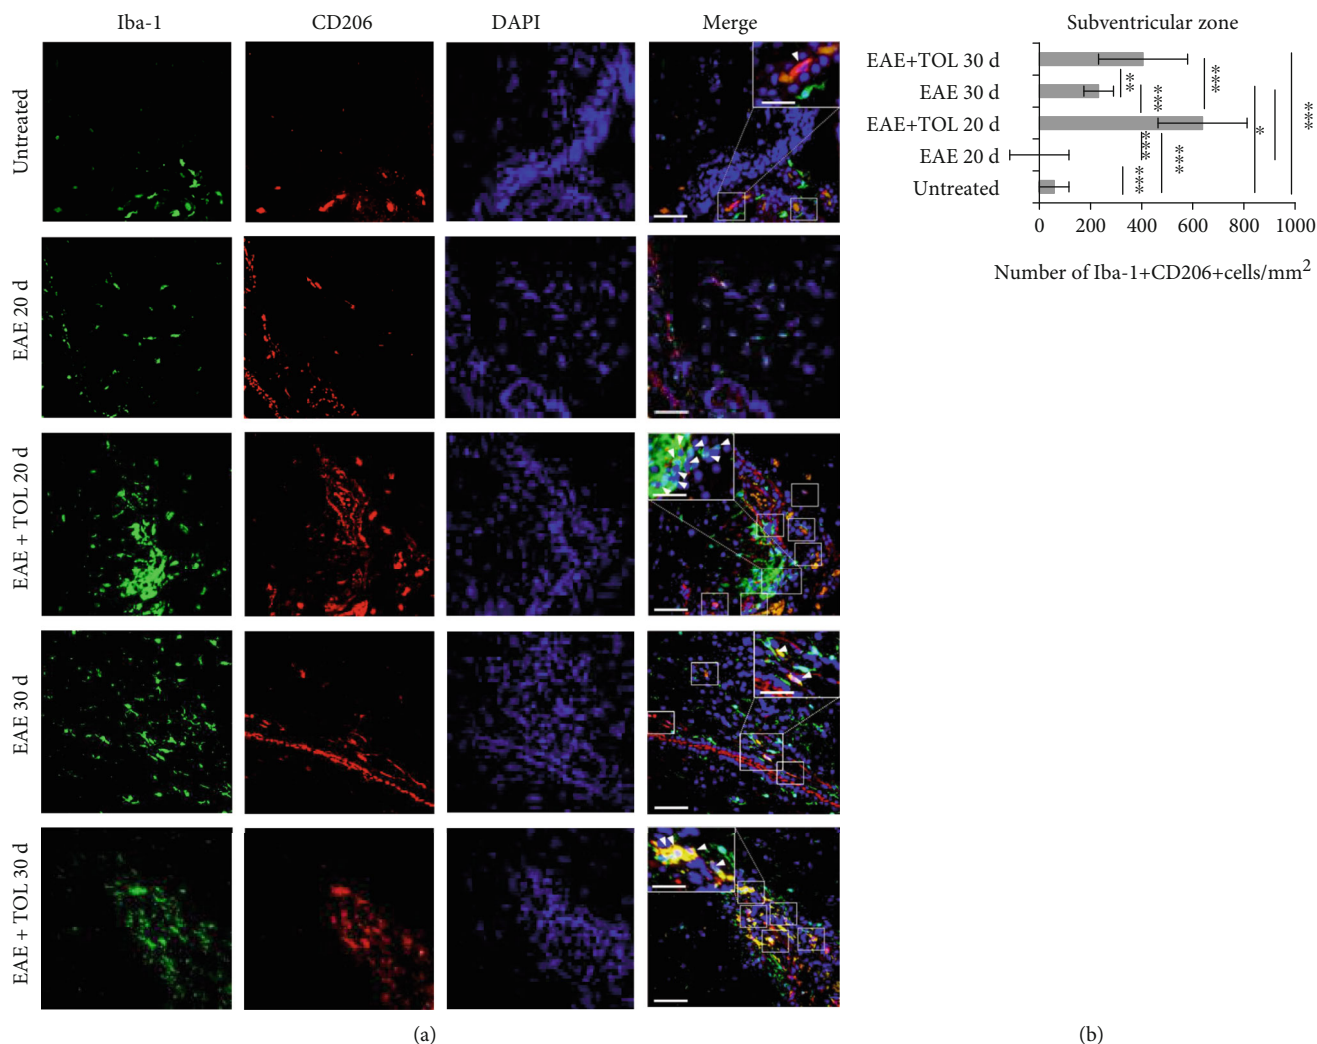 Iba-1 CD206 DAPI Merge
Untreated
EAE 20 d
EAE + TOL 20 d
EAE 30 d
EAE + TOL 30 d
(a)
Subventricular zone
EAE+TOL 30 d
EAE 30 d
EAE+TOL 20 d
EAE 20 d
Untreated
** *** *** * ***
*** *** ***
0 200 400 600 800 1000
Number of Iba-1+CD206+cells/mm²
(b)